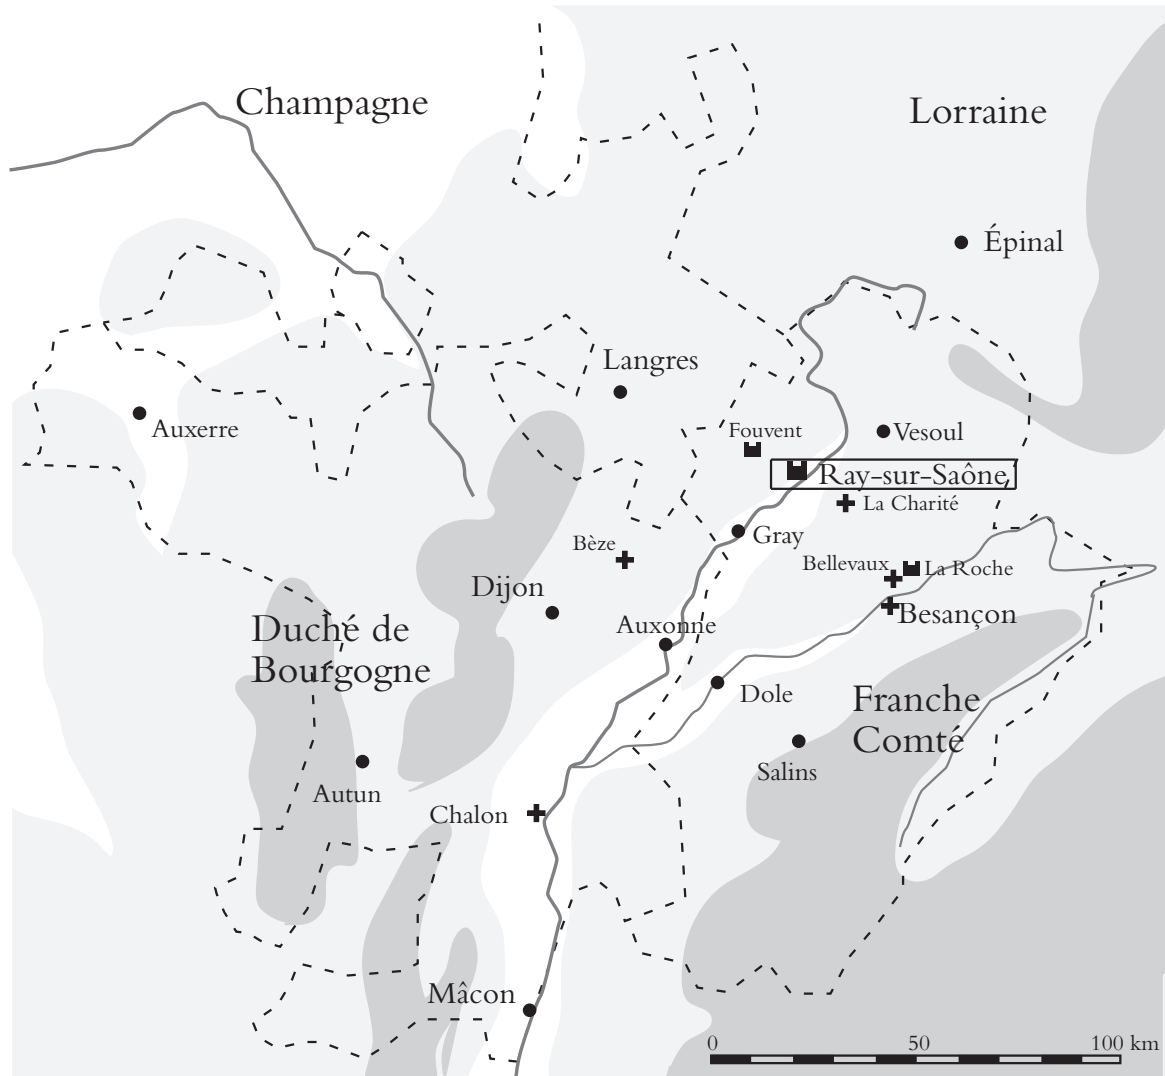 Champagne
Lorraine
Épinal
Langres
Auxerre
Fouvent
Vesoul
Ray-sur-Saône
La Charité
Gray
Bèze
Bellevaux
La Roche
Dijon
Besançon
Auxonne
Duché de
Bourgogne
Dole
Franche
Comté
Salins
Autun
Chalon
Mâcon
0 50 100 km